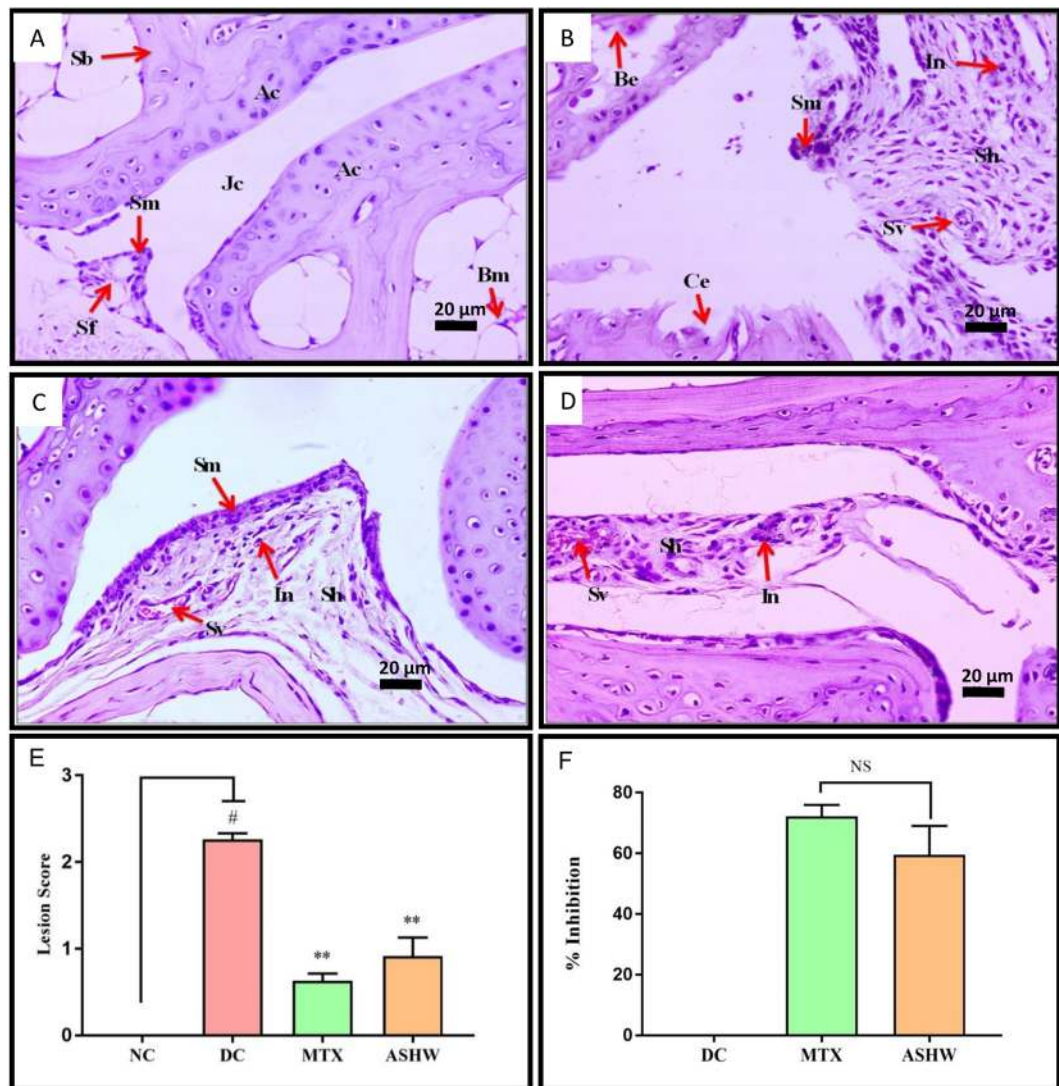 A
Sb
Ac
Ac
Jc
Sm
Sf
Bm
20 µm
B
Be
In
Sm
Sh
Sv
Ce
20 µm
C
Sm
In
Sh
Sv
20 µm
D
Sh
Sv
In
20 µm
E
Lesion Score
3
2
1
0
#
**
**
NC DC MTX ASHW
F
% Inhibition
80
60
40
20
0
NS
DC MTX ASHW